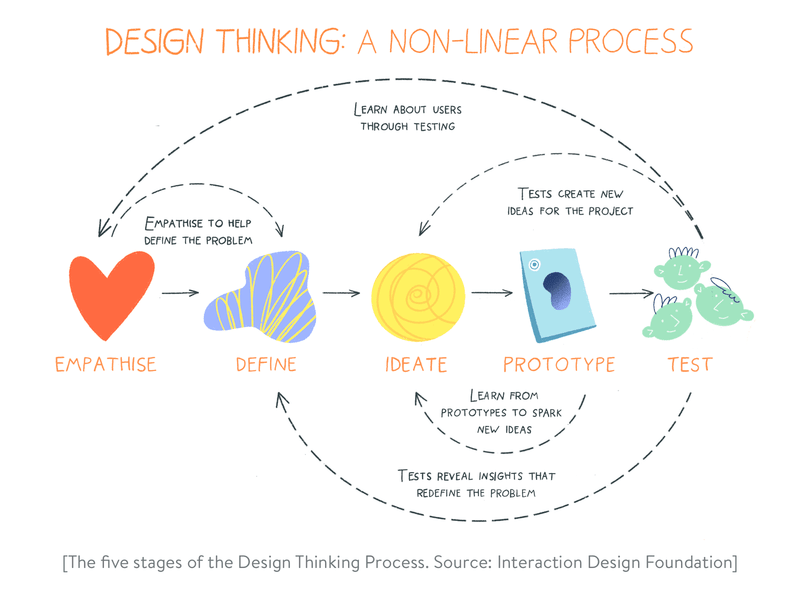 DESIGN THINKING: A NON-LINEAR PROCESS
LEARN ABOUT USERS
THROUGH TESTING
TESTS CREATE NEW
IDEAS FOR THE PROJECT
EMPATHISE TO HELP
DEFINE THE PROBLEM
EMPATHISE
DEFINE
IDEATE
PROTOTYPE
TEST
LEARN FROM
PROTOTYPES TO SPARK
NEW IDEAS
TESTS REVEAL INSIGHTS THAT
REDEFINE THE PROBLEM
[The five stages of the Design Thinking Process. Source: Interaction Design Foundation]